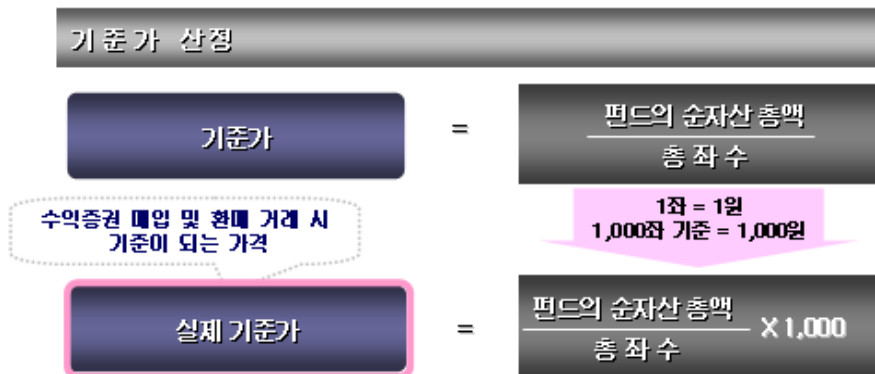 기준가 산정
기준가
=
펀드의 순자산 총액
총 좌 수
수익증권 매입 및 환매 거래 시
기준이 되는 가격
1좌 = 1원
1,000좌 기준 = 1,000원
실제 기준가
=
펀드의 순자산 총액
총 좌 수
X 1,000